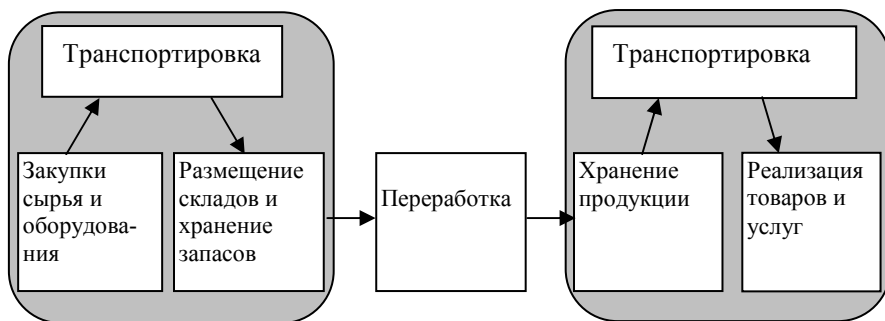 Транспортировка
Закупки
сырья и
оборудова-
ния
Размещение
складов и
хранение
запасов
Переработка
Транспортировка
Хранение
продукции
Реализация
товаров и
услуг